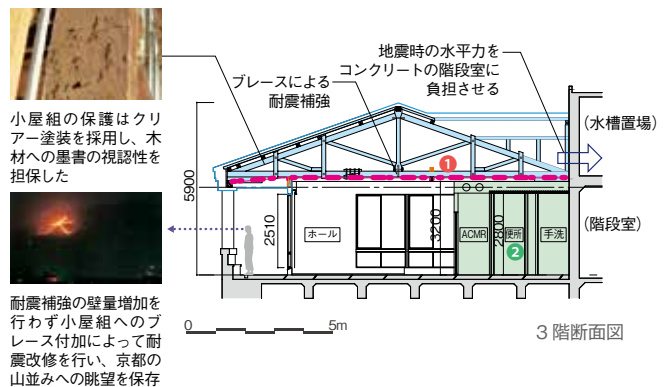 小屋組の保護はクリ
アー塗装を採用し、木
材への墨書の視認性を
担保した
耐震補強の壁量増加を
行わず小屋組へのブ
レース付加によって耐
震改修を行い、京都の
山並みへの眺望を保存
ブレースによる
耐震補強
地震時の水平力を
コンクリートの階段室に
負担させる
(水槽置場)
(階段室)
5900
2510
3200
2800
1
2
ホール
ACMR
便所
手洗
0
5m
3階断面図